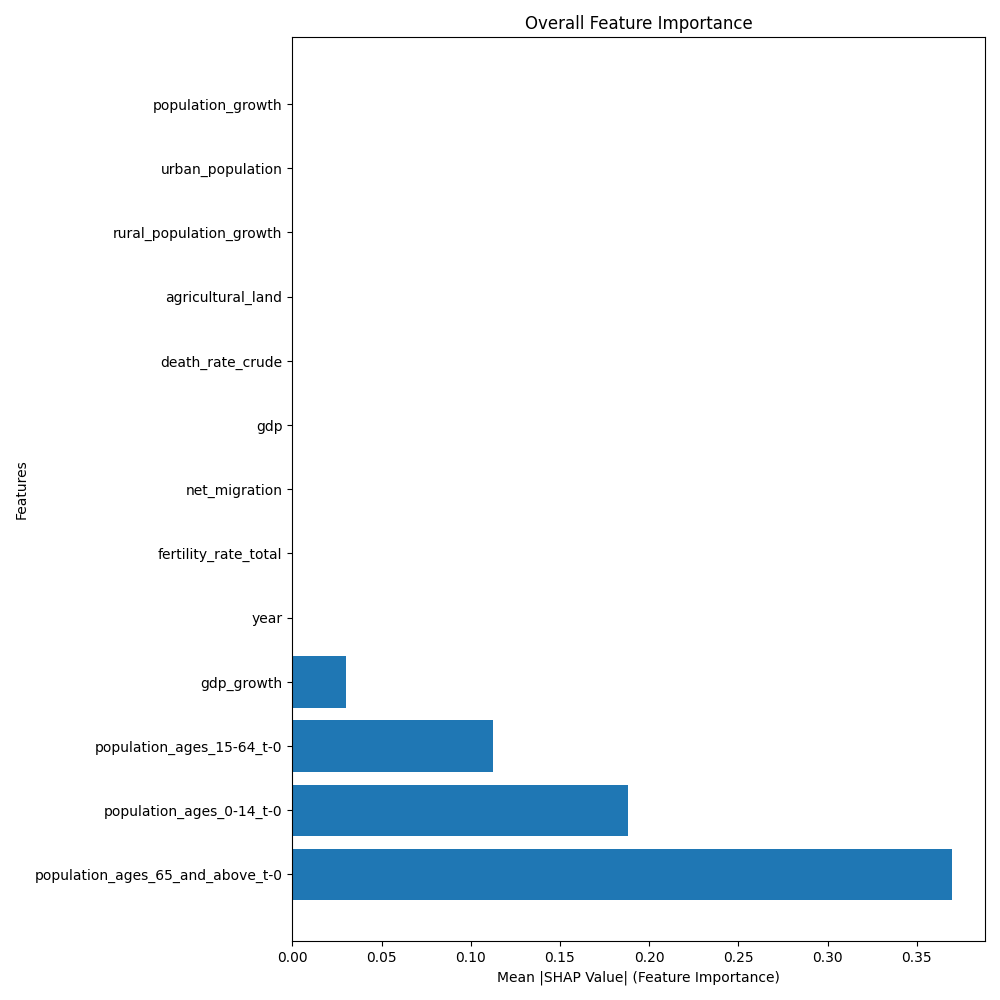 Overall Feature Importance
Features
population_growth
urban_population
rural_population_growth
agricultural_land
death_rate_crude
gdp
net_migration
fertility_rate_total
year
gdp_growth
population_ages_15-64_t-0
population_ages_0-14_t-0
population_ages_65_and_above_t-0
0.00 0.05 0.10 0.15 0.20 0.25 0.30 0.35
Mean |SHAP Value| (Feature Importance)